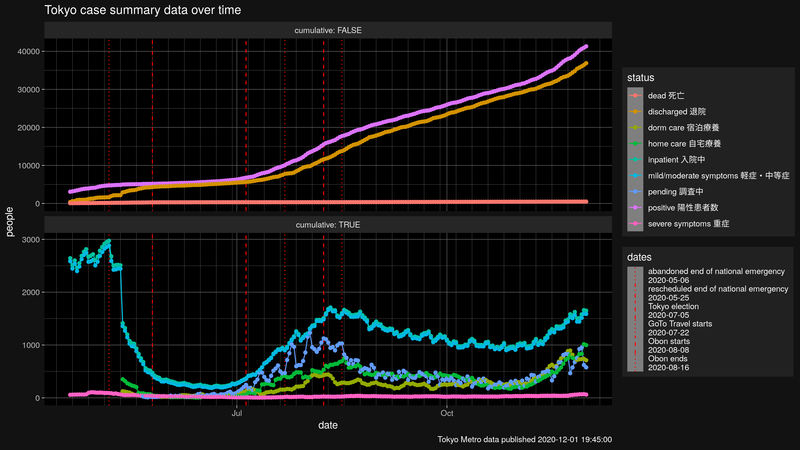 Tokyo case summary data over time
cumulative: FALSE
40000
30000
20000
10000
0
cumulative: TRUE
3000
2000
1000
0
people
Jul
Oct
date
status
dead 死亡
discharged 退院
dorm care 宿泊療養
home care 自宅療養
inpatient 入院中
mild/moderate symptoms 軽症・中等症
pending 調査中
positive 陽性患者数
severe symptoms 重症
dates
abandoned end of national emergency
2020-05-06
rescheduled end of national emergency
2020-05-25
Tokyo election
2020-07-05
GoTo Travel starts
2020-07-22
Obon starts
2020-08-08
Obon ends
2020-08-16
Tokyo Metro data published 2020-12-01 19:45:00